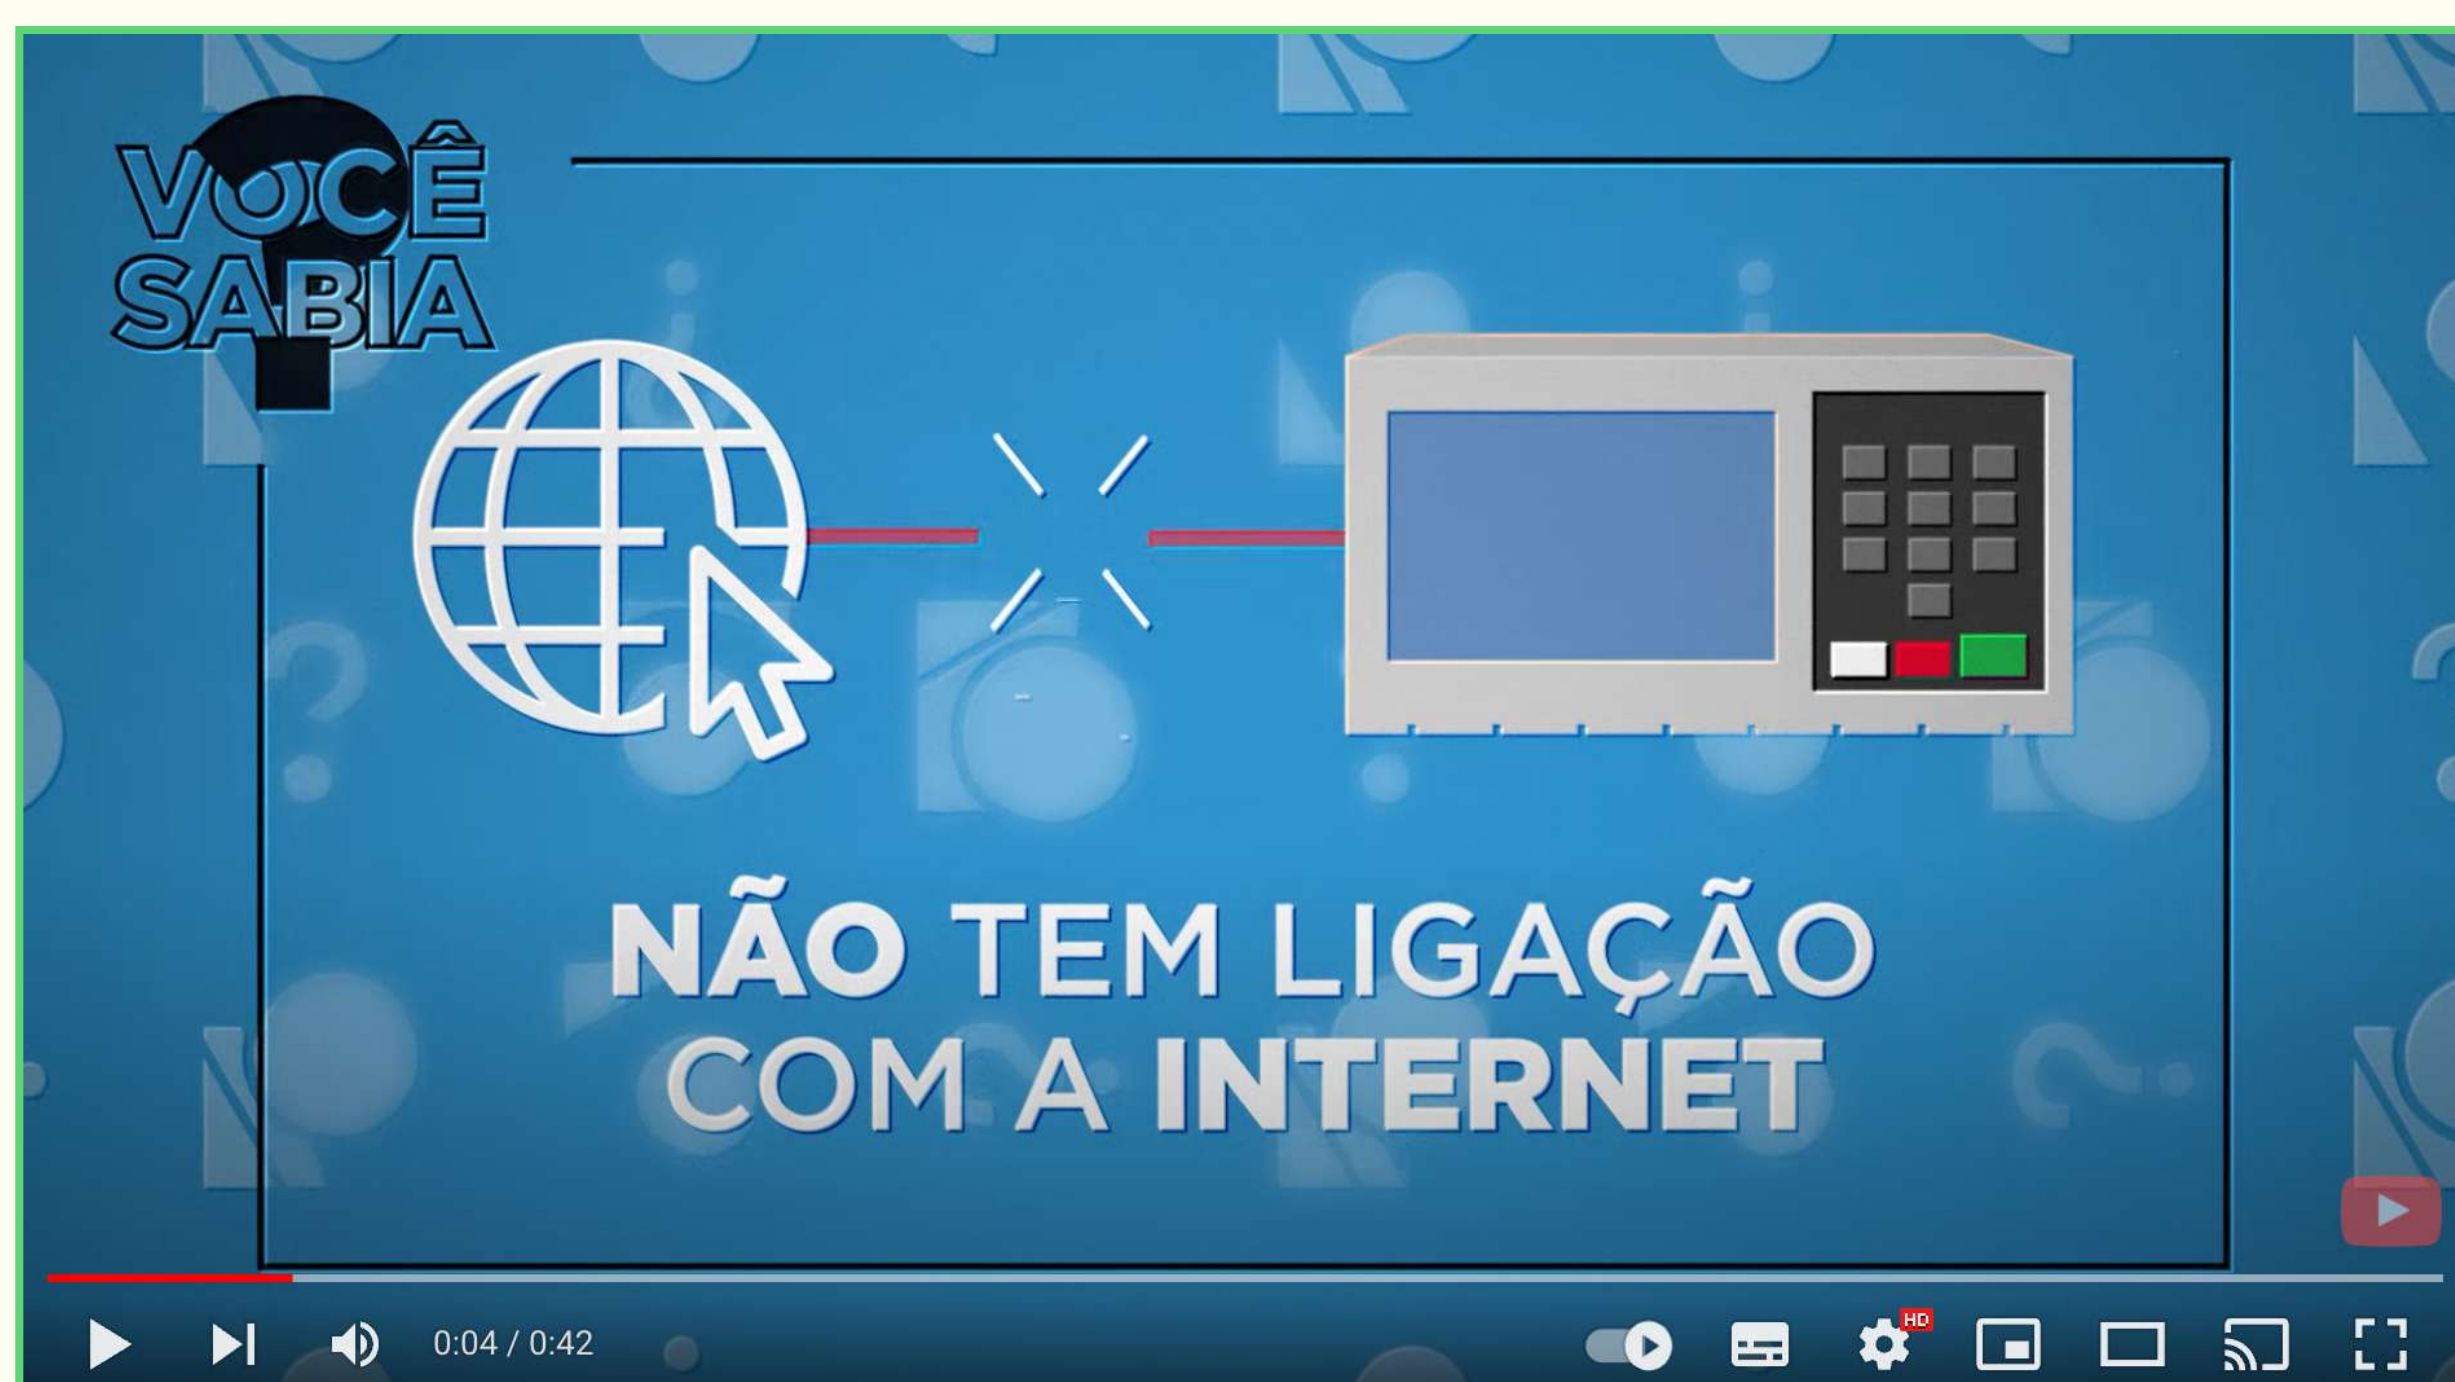 VOCÊ
SABIA
NÃO TEM LIGAÇÃO
COM A INTERNET
0:04 / 0:42
HD